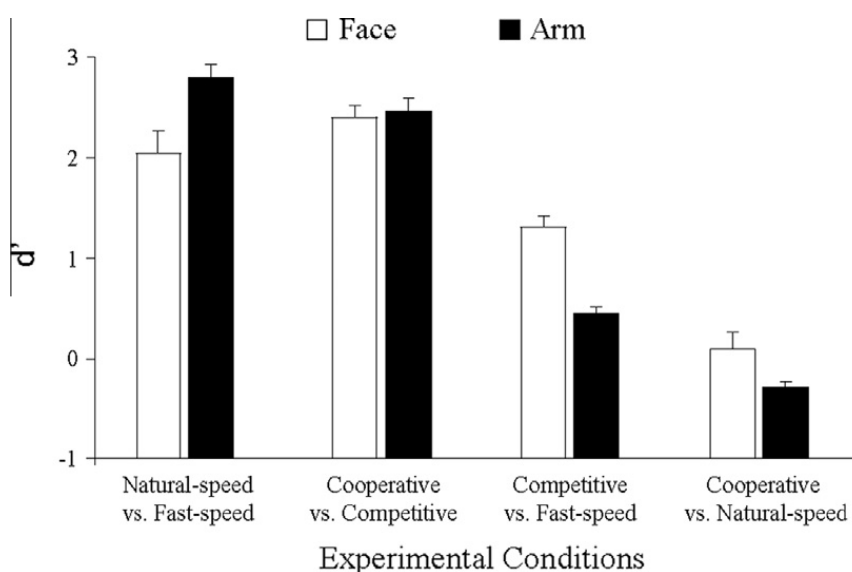 Face Arm
3
2
1
0
-1
d'
Natural-speed vs. Fast-speed
Cooperative vs. Competitive
Competitive vs. Fast-speed
Cooperative vs. Natural-speed
Experimental Conditions